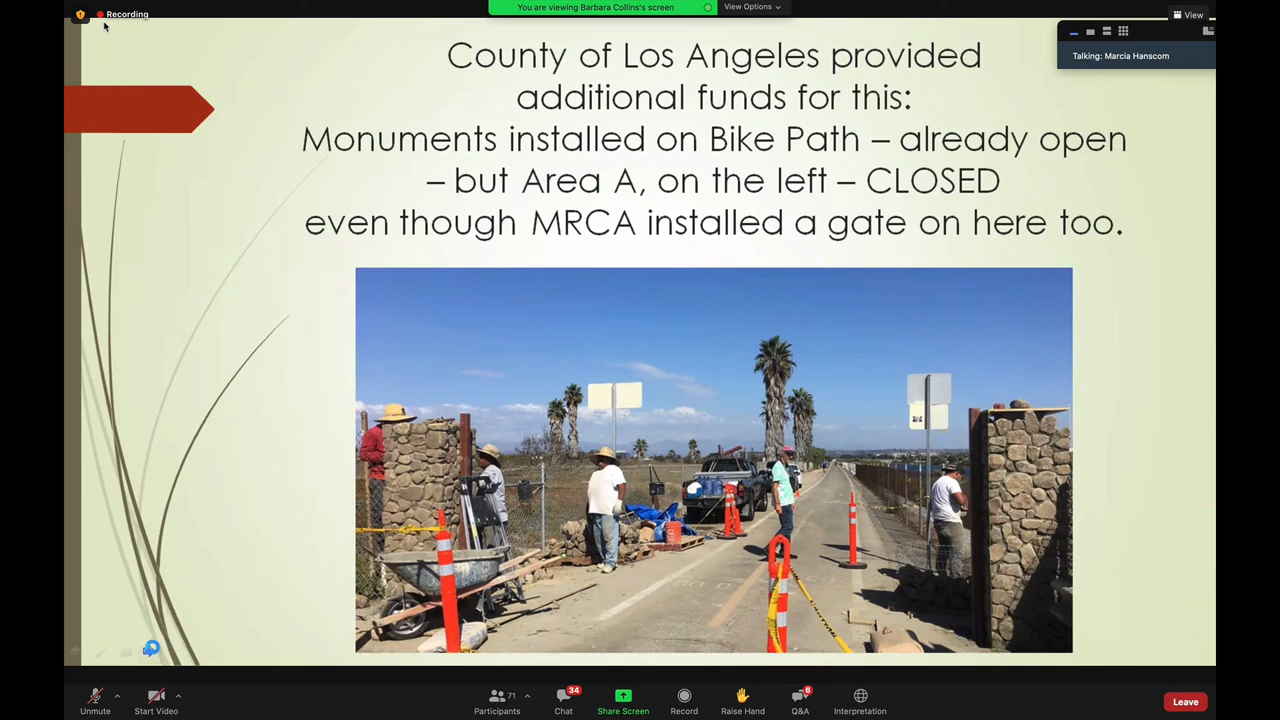 Recording
You are viewing Barbara Collins's screen
View Options
View
Talking: Marcia Hanscom
County of Los Angeles provided
additional funds for this:
Monuments installed on Bike Path – already open
– but Area A, on the left – CLOSED
even though MRCA installed a gate on here too.
Unmute
Start Video
71
Participants
34
Chat
Share Screen
Record
Raise Hand
6
Q&A
Interpretation
Leave